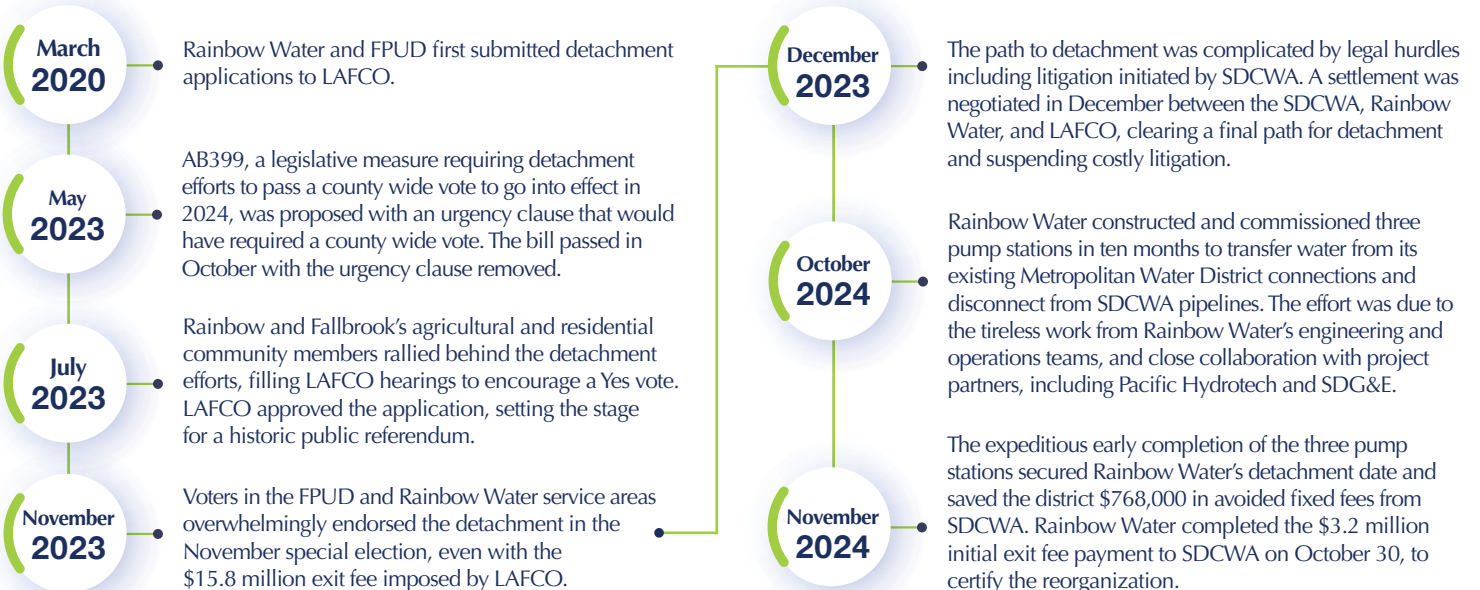 March
2020
Rainbow Water and FPUD first submitted detachment
applications to LAFCO.
May
2023
AB399, a legislative measure requiring detachment
efforts to pass a county wide vote to go into effect in
2024, was proposed with an urgency clause that would
have required a county wide vote. The bill passed in
October with the urgency clause removed.
July
2023
Rainbow and Fallbrook's agricultural and residential
community members rallied behind the detachment
efforts, filling LAFCO hearings to encourage a Yes vote.
LAFCO approved the application, setting the stage
for a historic public referendum.
November
2023
Voters in the FPUD and Rainbow Water service areas
overwhelmingly endorsed the detachment in the
November special election, even with the
$15.8 million exit fee imposed by LAFCO.
December
2023
The path to detachment was complicated by legal hurdles
including litigation initiated by SDCWA. A settlement was
negotiated in December between the SDCWA, Rainbow
Water, and LAFCO, clearing a final path for detachment
and suspending costly litigation.
October
2024
Rainbow Water constructed and commissioned three
pump stations in ten months to transfer water from its
existing Metropolitan Water District connections and
disconnect from SDCWA pipelines. The effort was due to
the tireless work from Rainbow Water's engineering and
operations teams, and close collaboration with project
partners, including Pacific Hydrotech and SDG&E.
November
2024
The expeditious early completion of the three pump
stations secured Rainbow Water's detachment date and
saved the district $768,000 in avoided fixed fees from
SDCWA. Rainbow Water completed the $3.2 million
initial exit fee payment to SDCWA on October 30, to
certify the reorganization.